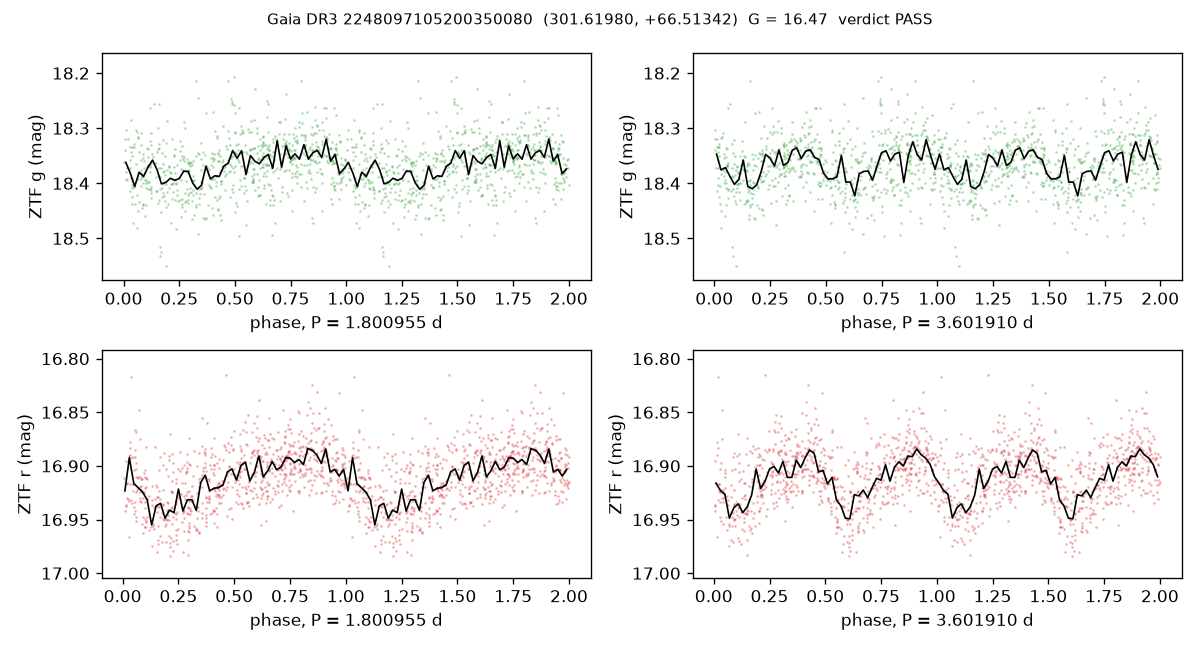 Gaia DR3 2248097105200350080 (301.61980, +66.51342) G = 16.47 verdict PASS
18.2
18.3
18.4
18.5
ZTF g (mag)
0.00 0.25 0.50 0.75 1.00 1.25 1.50 1.75 2.00
phase, P = 1.800955 d
18.2
18.3
18.4
18.5
ZTF g (mag)
0.00 0.25 0.50 0.75 1.00 1.25 1.50 1.75 2.00
phase, P = 3.601910 d
16.80
16.85
16.90
16.95
17.00
ZTF r (mag)
0.00 0.25 0.50 0.75 1.00 1.25 1.50 1.75 2.00
phase, P = 1.800955 d
16.80
16.85
16.90
16.95
17.00
ZTF r (mag)
0.00 0.25 0.50 0.75 1.00 1.25 1.50 1.75 2.00
phase, P = 3.601910 d